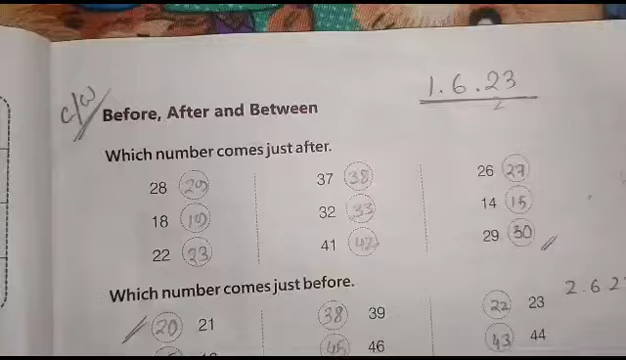 c/w
1.6.23
Before, After and Between
Which number comes just after.
28 29 37 38 26 27
18 19 32 33 14 15
22 23 41 42 29 30
Which number comes just before.
2.6.2
20 21 38 39 22 23
45 46 43 44